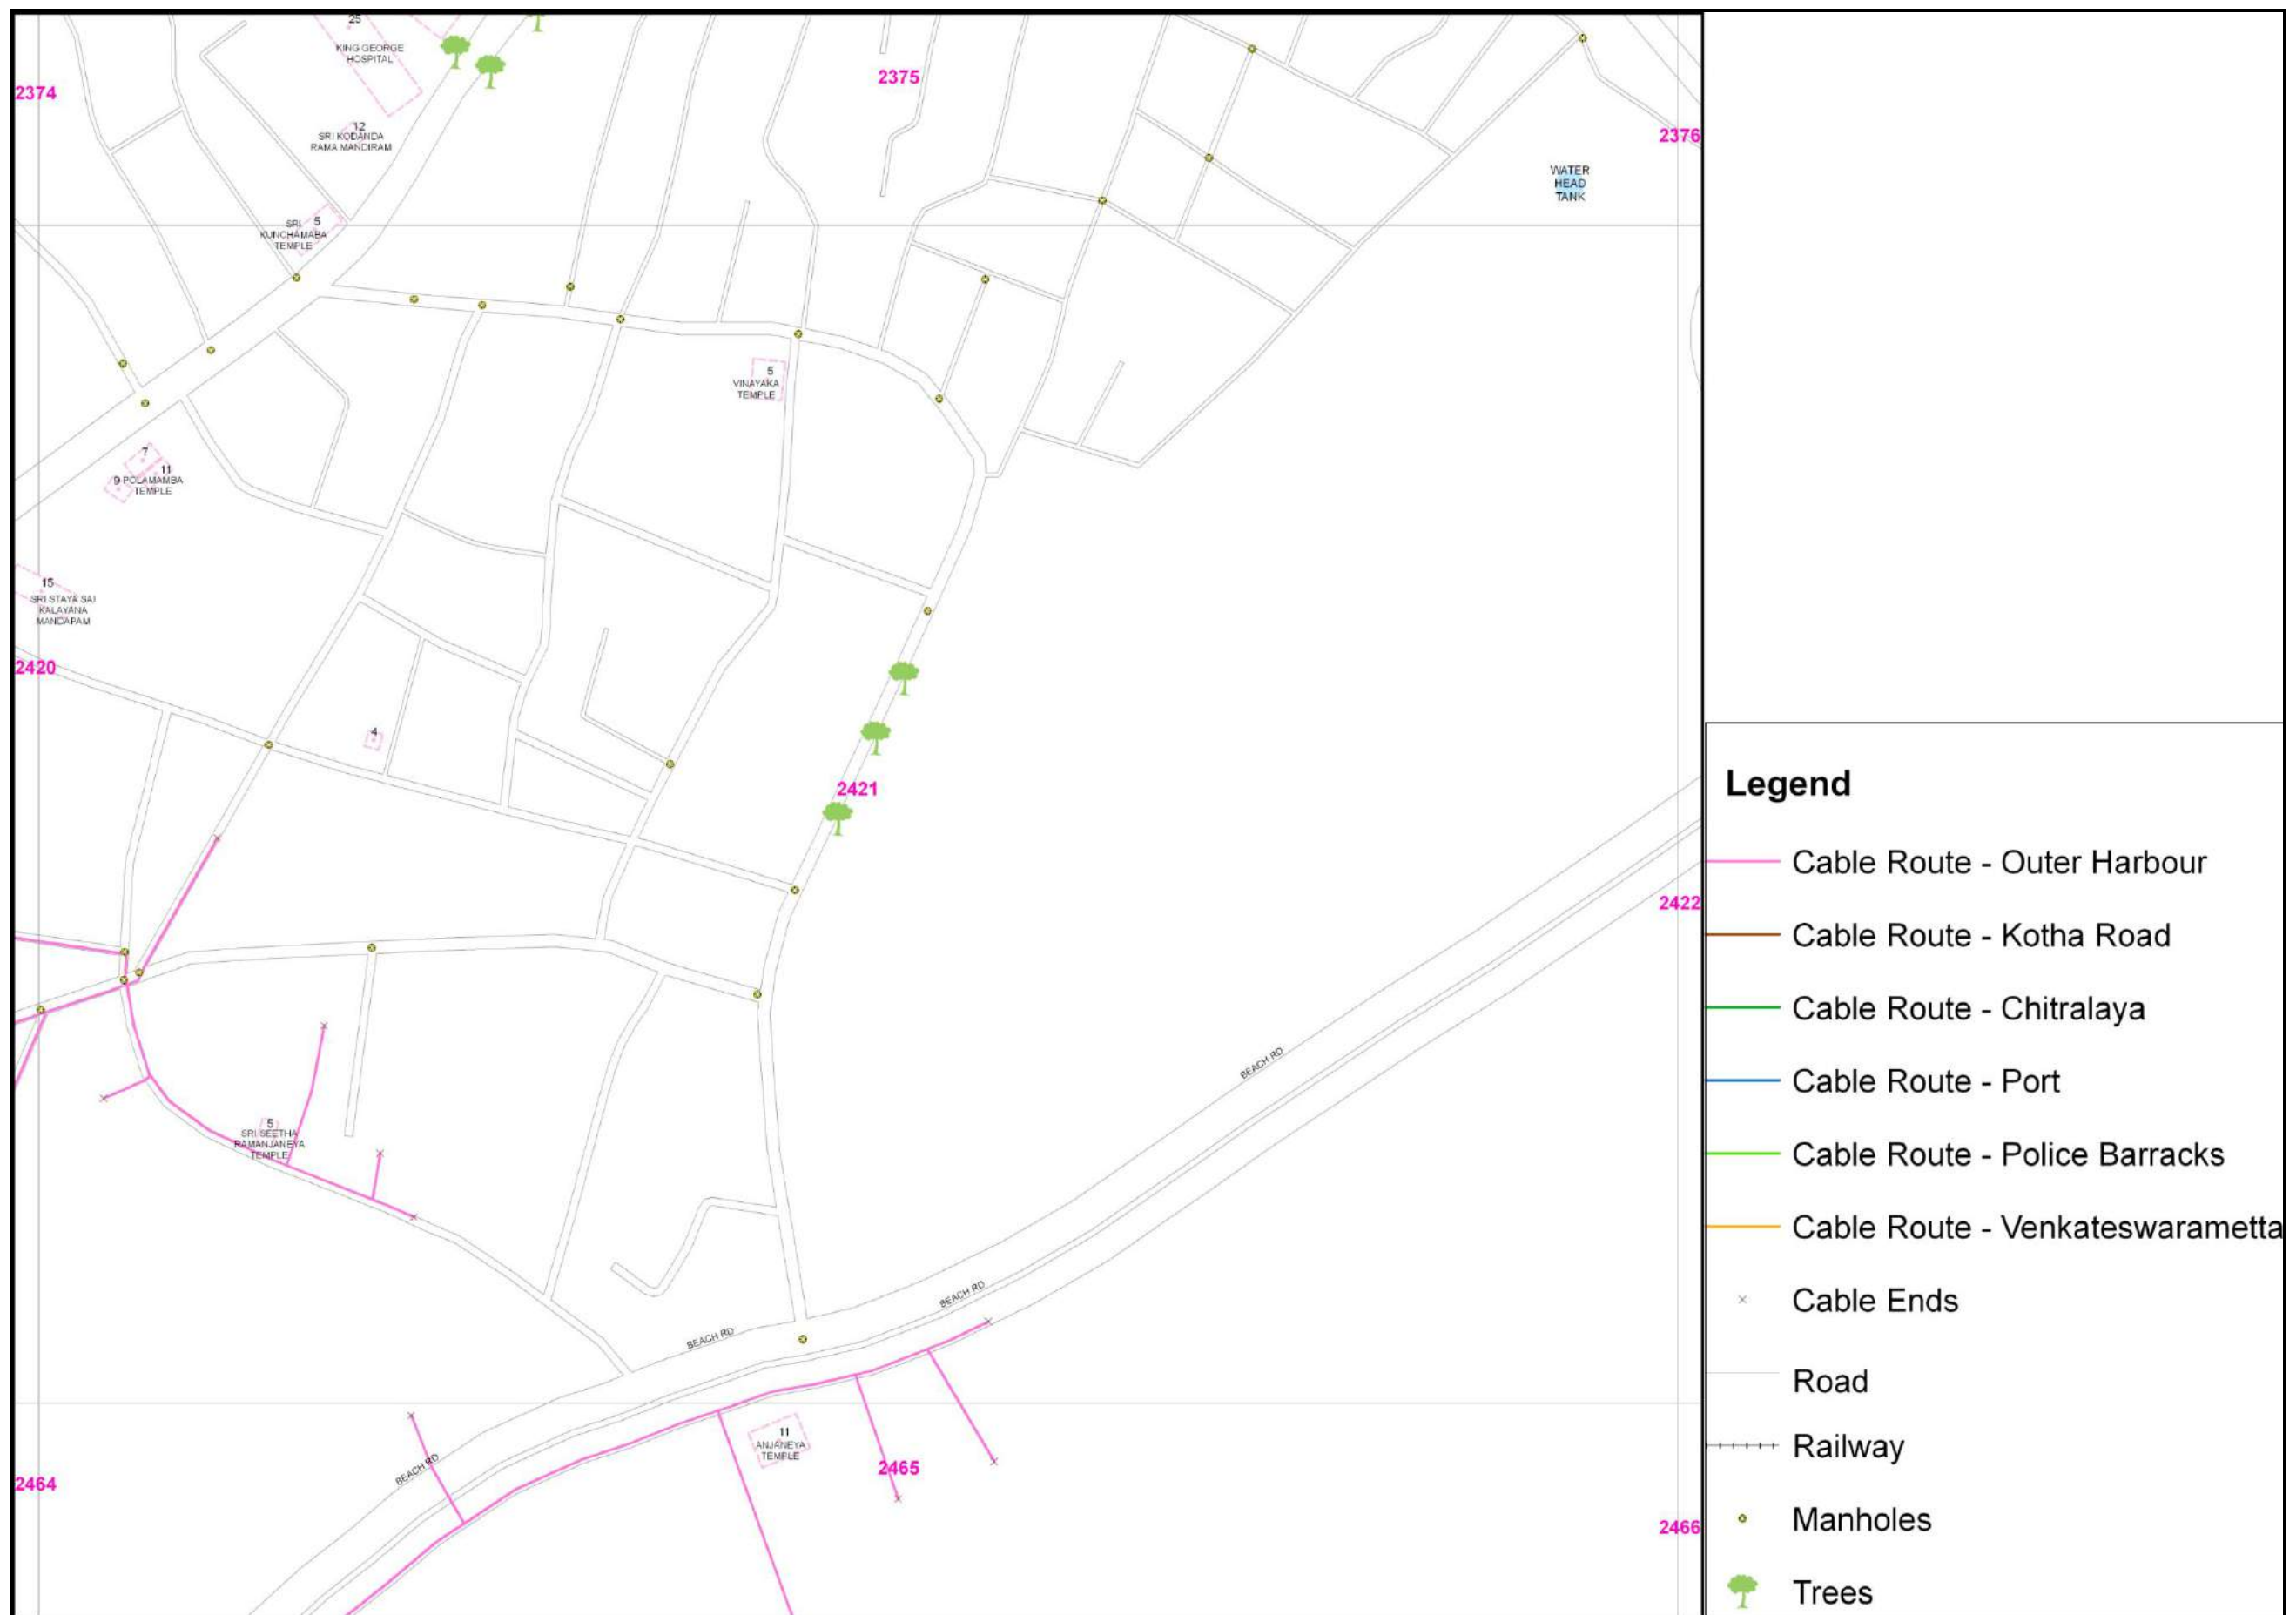 25
KING GEORGE
HOSPITAL
2375
2374
12
SRI KODANDA
RAMA MANDIRAM
2376
WATER
HEAD
TANK
5
SRI
KUNCHAMABA
TEMPLE
5
VINAYAKA
TEMPLE
7
11
9 POLAMAMBA
TEMPLE
15
SRI STAYA SAI
KALAYANA
MANDAPAM
2420
4
2421
2422
BEACH RD
5
SRI SEETHA
RAMANJANEYA
TEMPLE
BEACH RD
BEACH RD
11
ANJANEYA
TEMPLE
BEACH RD
2465
2464
2466
Legend
Cable Route - Outer Harbour
Cable Route - Kotha Road
Cable Route - Chitralaya
Cable Route - Port
Cable Route - Police Barracks
Cable Route - Venkateswarametta
Cable Ends
Road
Railway
Manholes
Trees